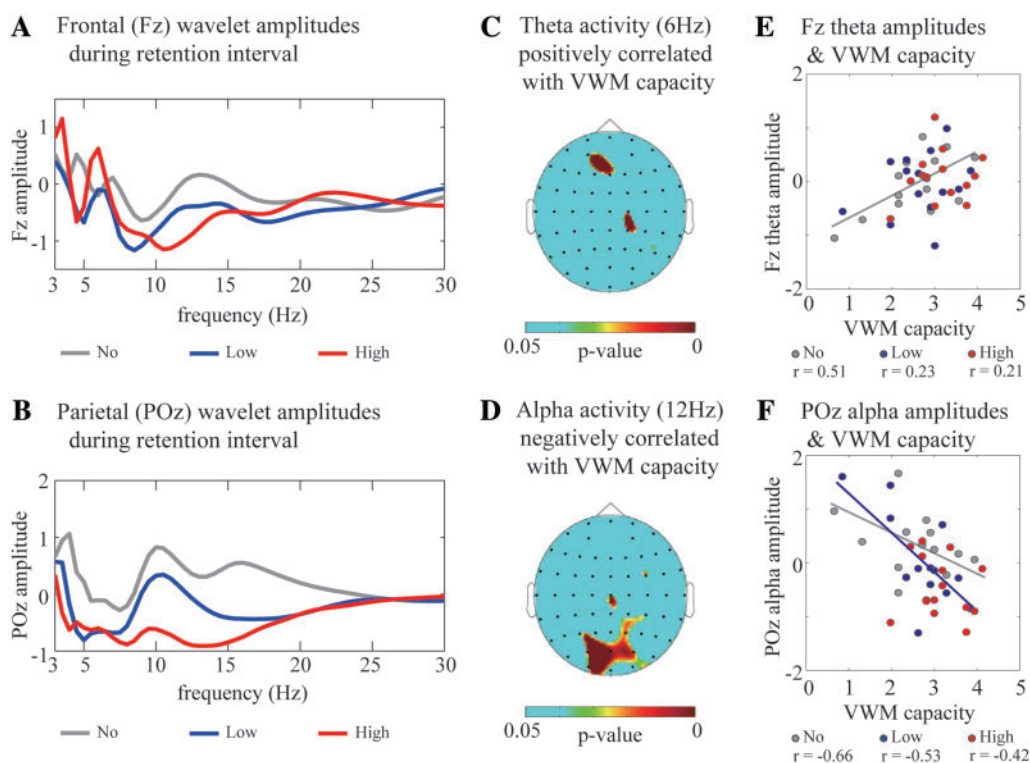 A Frontal (Fz) wavelet amplitudes
during retention interval
Fz amplitude
1
0
-1
3 5 10 15 20 25 30
frequency (Hz)
No Low High
B Parietal (POz) wavelet amplitudes
during retention interval
POz amplitude
2
1
0
-1
3 5 10 15 20 25 30
frequency (Hz)
No Low High
C Theta activity (6Hz)
positively correlated
with VWM capacity
0.05 0
p-value
D Alpha activity (12Hz)
negatively correlated
with VWM capacity
0.05 0
p-value
E Fz theta amplitudes
& VWM capacity
Fz theta amplitude
2
0
-2
0 1 2 3 4 5
VWM capacity
No Low High
r = 0.51 r = 0.23 r = 0.21
F POz alpha amplitudes
& VWM capacity
POz alpha amplitude
2
0
-2
0 1 2 3 4 5
VWM capacity
No Low High
r = -0.66 r = -0.53 r = -0.42